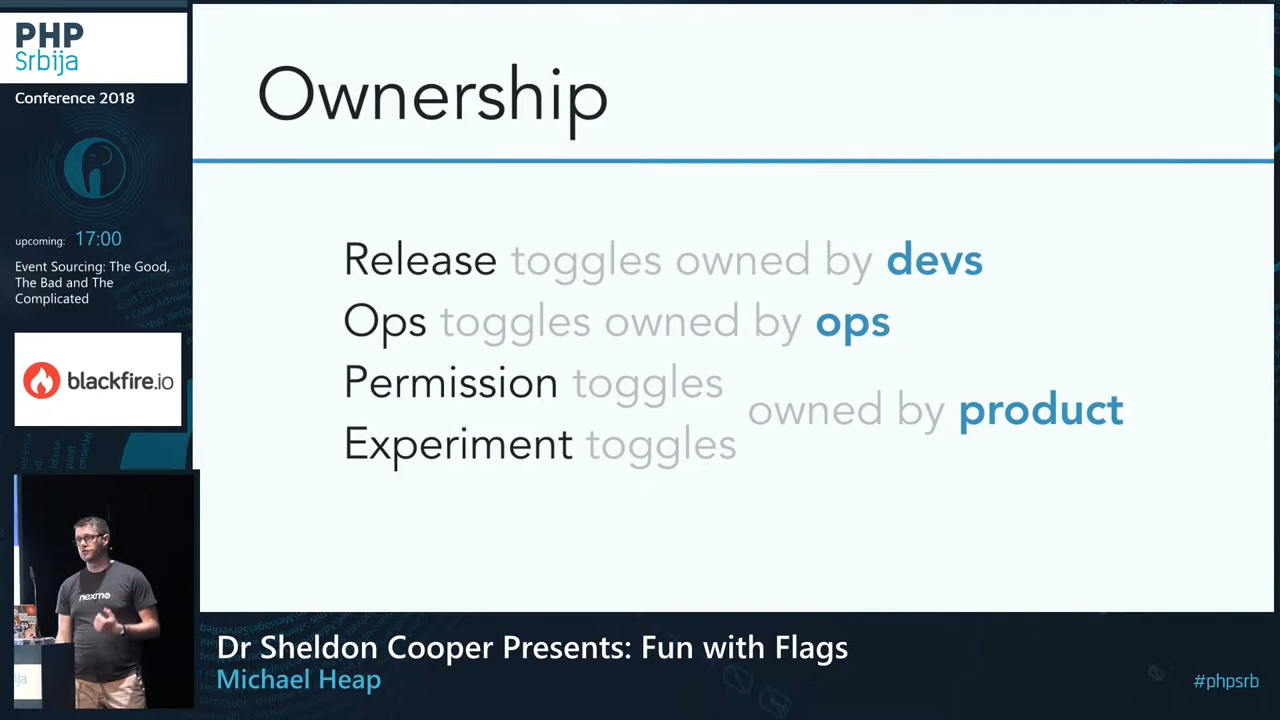 PHP
Srbija
Conference 2018
upcoming: 17:00
Event Sourcing: The Good,
The Bad and The
Complicated
blackfire.io
Ownership
Release toggles owned by devs
Ops toggles owned by ops
Permission toggles
owned by product
Experiment toggles
nexmo
Dr Sheldon Cooper Presents: Fun with Flags
Michael Heap
#phpsrb